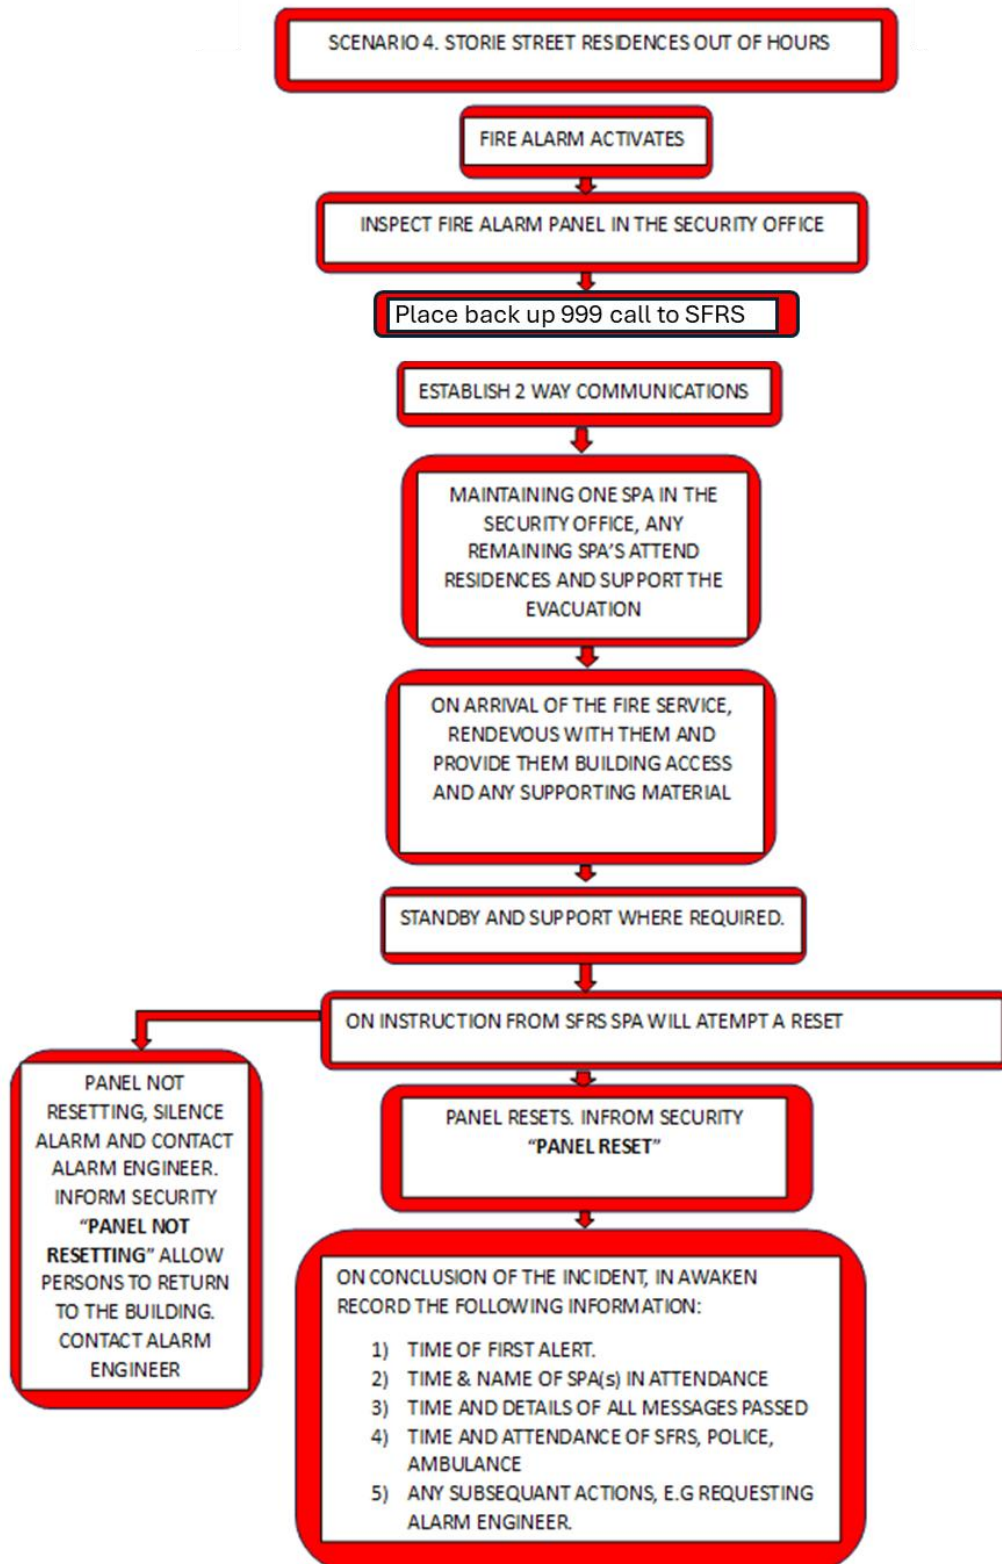 SCENARIO 4. STORIE STREET RESIDENCES OUT OF HOURS
FIRE ALARM ACTIVATES
INSPECT FIRE ALARM PANEL IN THE SECURITY OFFICE
Place back up 999 call to SFRS
ESTABLISH 2 WAY COMMUNICATIONS
MAINTAINING ONE SPA IN THE
SECURITY OFFICE, ANY
REMAINING SPA'S ATTEND
RESIDENCES AND SUPPORT THE
EVACUATION
ON ARRIVAL OF THE FIRE SERVICE,
RENDEVOUS WITH THEM AND
PROVIDE THEM BUILDING ACCESS
AND ANY SUPPORTING MATERIAL
STANDBY AND SUPPORT WHERE REQUIRED.
ON INSTRUCTION FROM SFRS SPA WILL ATEMPT A RESET
PANEL NOT
RESETTING, SILENCE
ALARM AND CONTACT
ALARM ENGINEER.
INFORM SECURITY
“PANEL NOT
RESETTING” ALLOW
PERSONS TO RETURN
TO THE BUILDING.
CONTACT ALARM
ENGINEER
PANEL RESETS. INFROM SECURITY
“PANEL RESET”
ON CONCLUSION OF THE INCIDENT, IN AWAKEN
RECORD THE FOLLOWING INFORMATION:
1) TIME OF FIRST ALERT.
2) TIME & NAME OF SPA(s) IN ATTENDANCE
3) TIME AND DETAILS OF ALL MESSAGES PASSED
4) TIME AND ATTENDANCE OF SFRS, POLICE,
AMBULANCE
5) ANY SUBSEQUANT ACTIONS, E.G REQUESTING
ALARM ENGINEER.